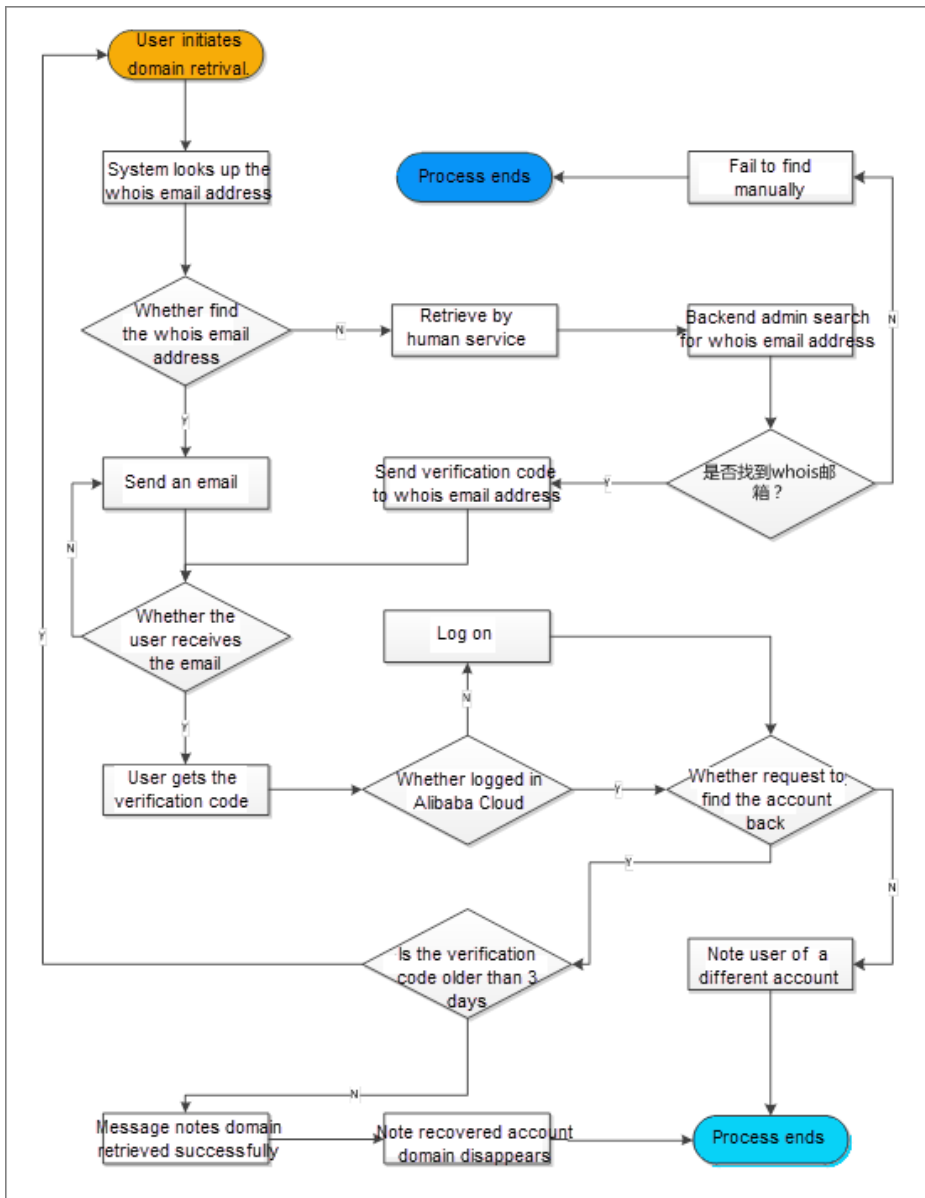 User initiates
domain retrival.
System looks up the
whois email address
Process ends
Fail to find
manually
Whether find
the whois email
address
N
Retrieve by
human service
Backend admin search
for whois email address
N
Y
Send an email
Send verification code
to whois email address
Y
是否找到whois邮
箱？
N
Whether the
user receives
the email
Log on
Y
Y
N
User gets the
verification code
Whether logged in
Alibaba Cloud
Y
Whether request to
find the account
back
Y
N
Is the verification
code older than 3
days
Note user of a
different account
N
Message notes domain
retrieved successfully
Note recovered account
domain disappears
Process ends